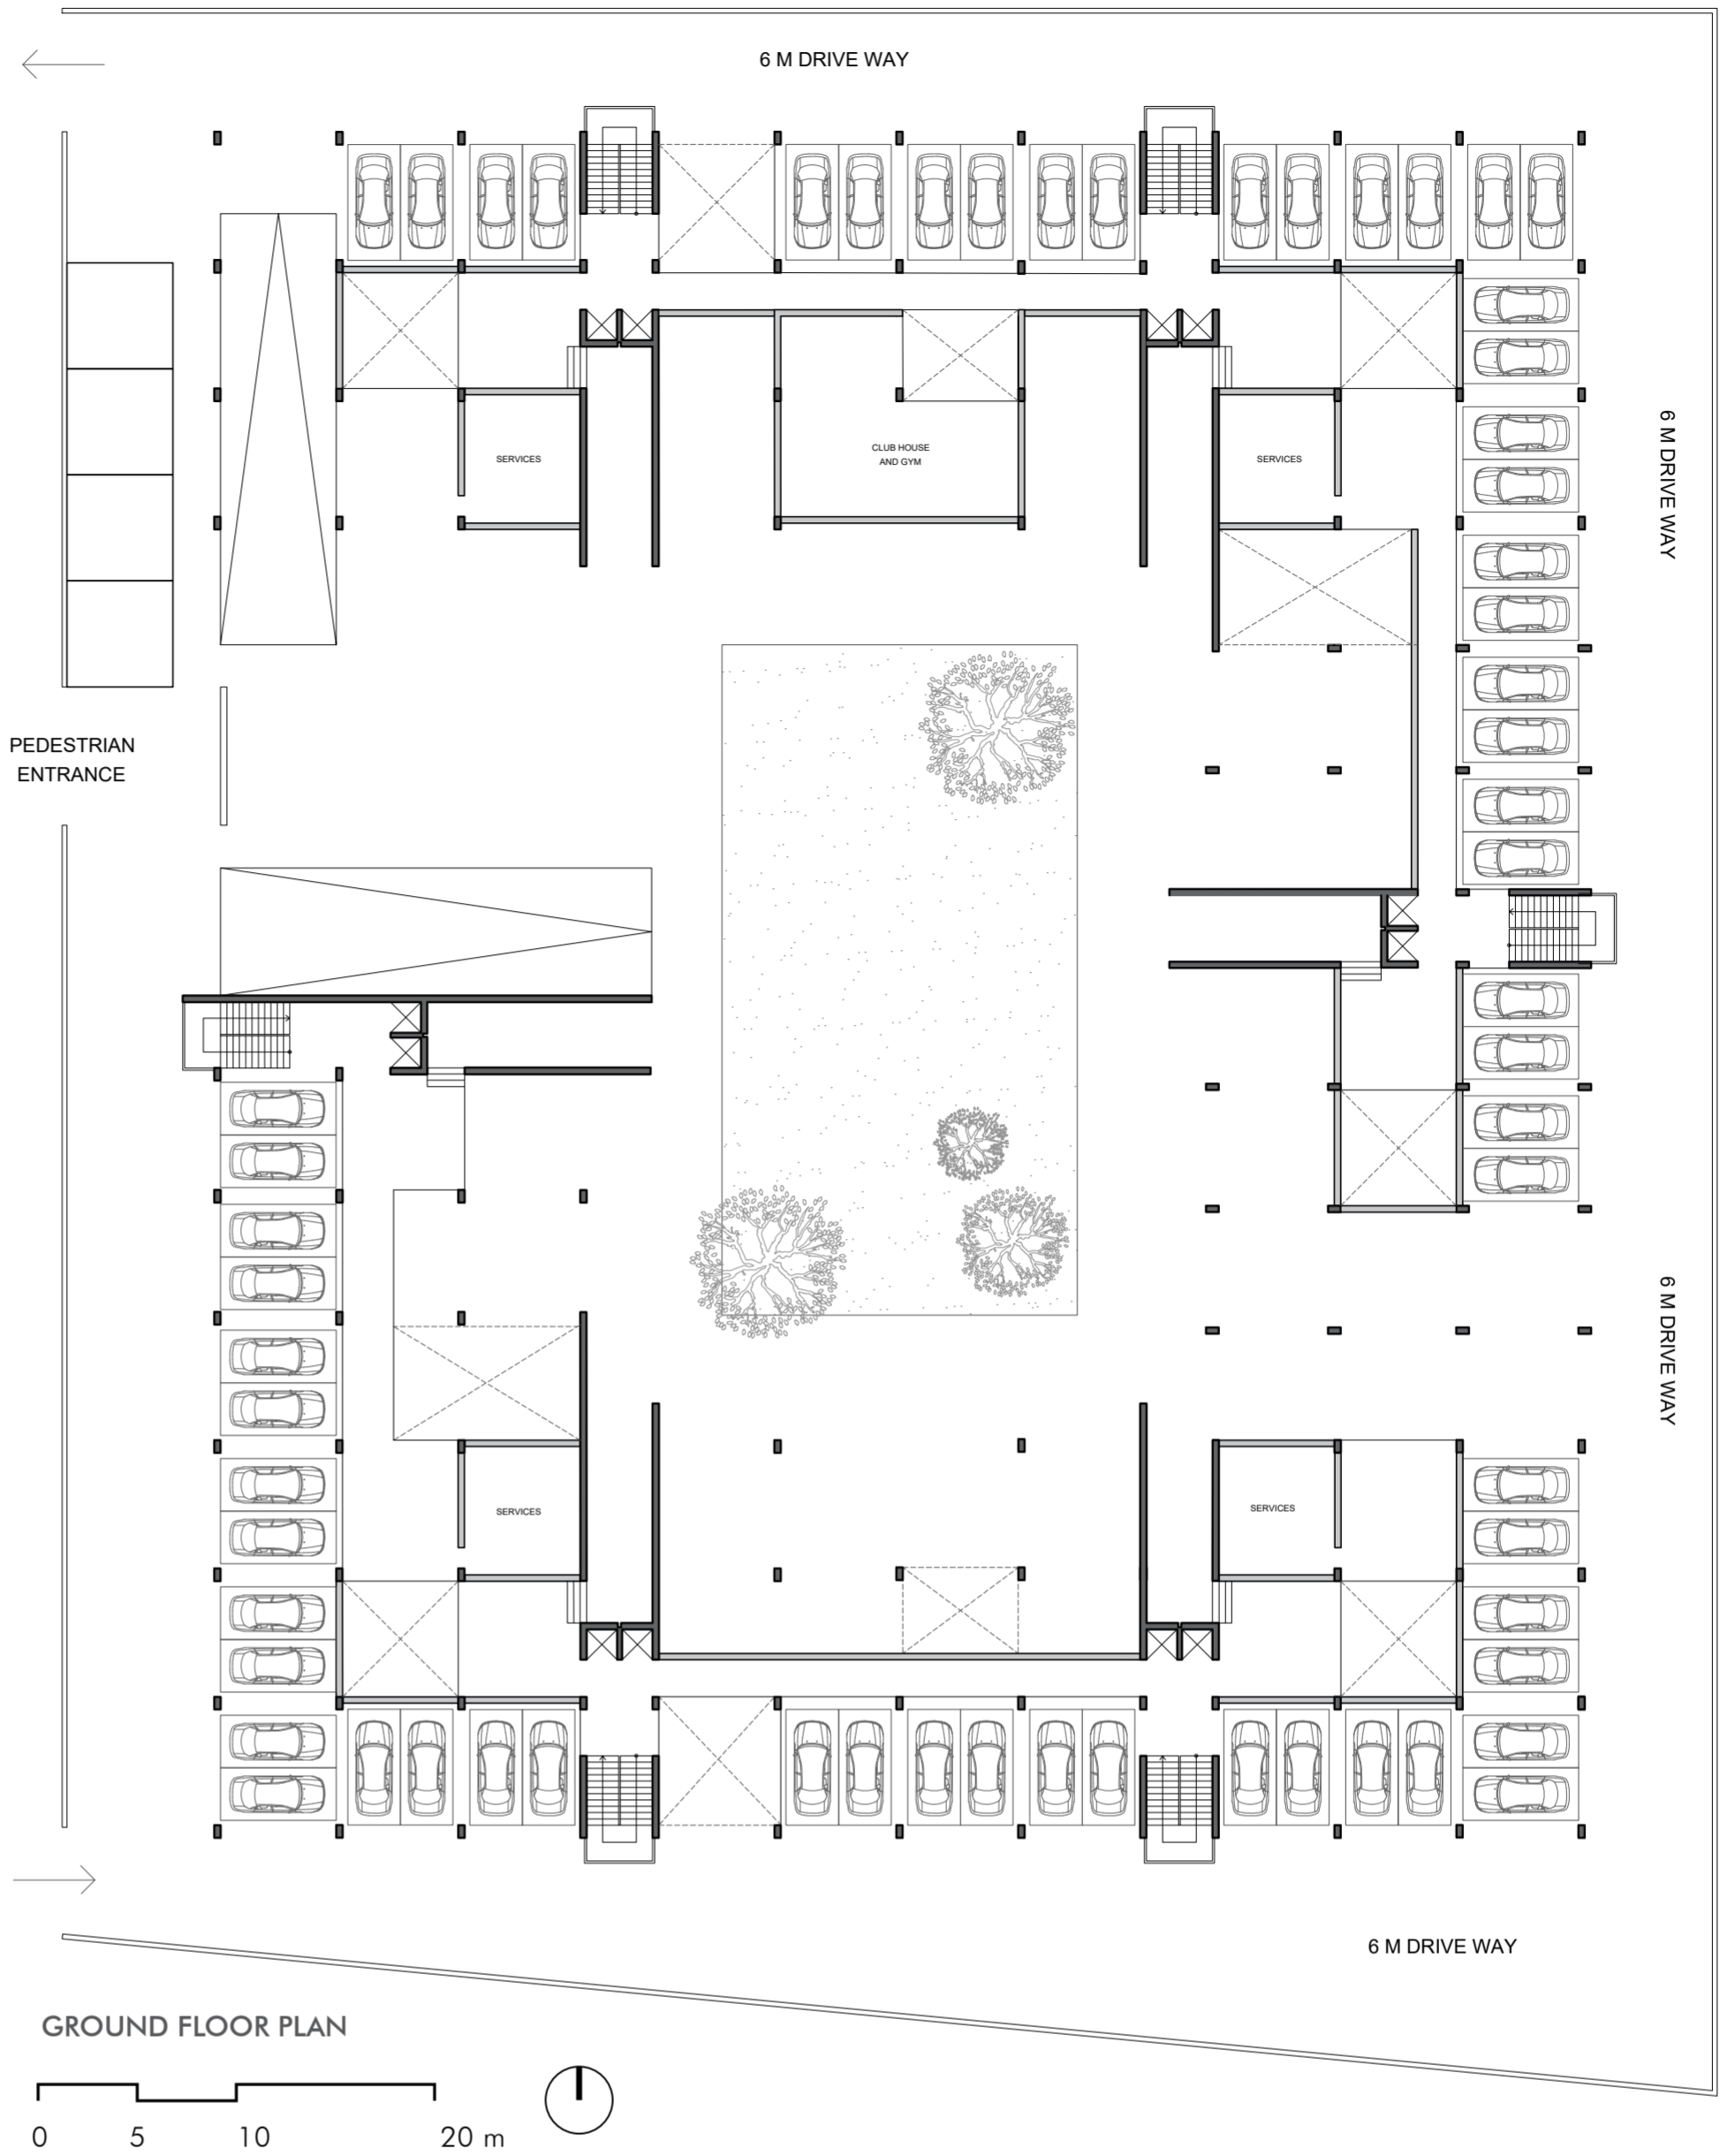 6 M DRIVE WAY
6 M DRIVE WAY
SERVICES
CLUB HOUSE
AND GYM
SERVICES
PEDESTRIAN
ENTRANCE
6 M DRIVE WAY
SERVICES
SERVICES
6 M DRIVE WAY
GROUND FLOOR PLAN
0 5 10 20 m